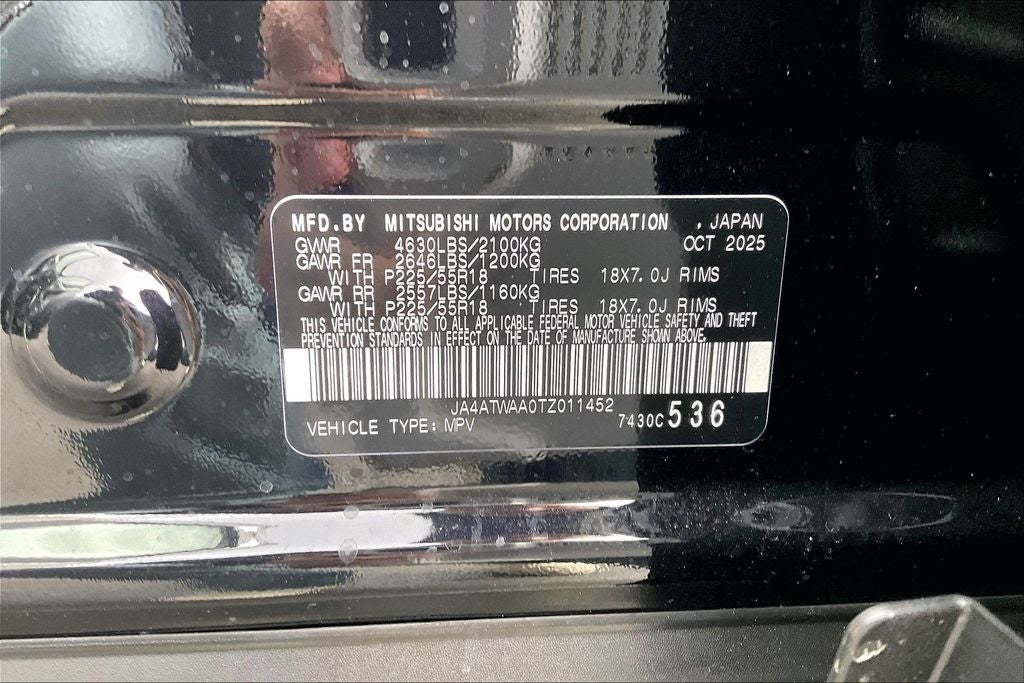 MFD.BY MITSUBISHI MOTORS CORPORATION , JAPAN
GVWR 4630LBS/2100KG OCT 2025
GAWR FR 2646LBS/1200KG
WITH P225/55R18 TIRES 18X7.0J RIMS
GAWR RR 2557LBS/1160KG
WITH P225/55R18 TIRES 18X7.0J RIMS
THIS VEHICLE CONFORMS TO ALL APPLICABLE FEDERAL MOTOR VEHICLE SAFETY AND THEFT
PREVENTION STANDARDS IN EFFECT ON THE DATE OF MANUFACTURE SHOWN ABOVE.
JA4ATWAA0TZ011452
VEHICLE TYPE: MPV 7430C536